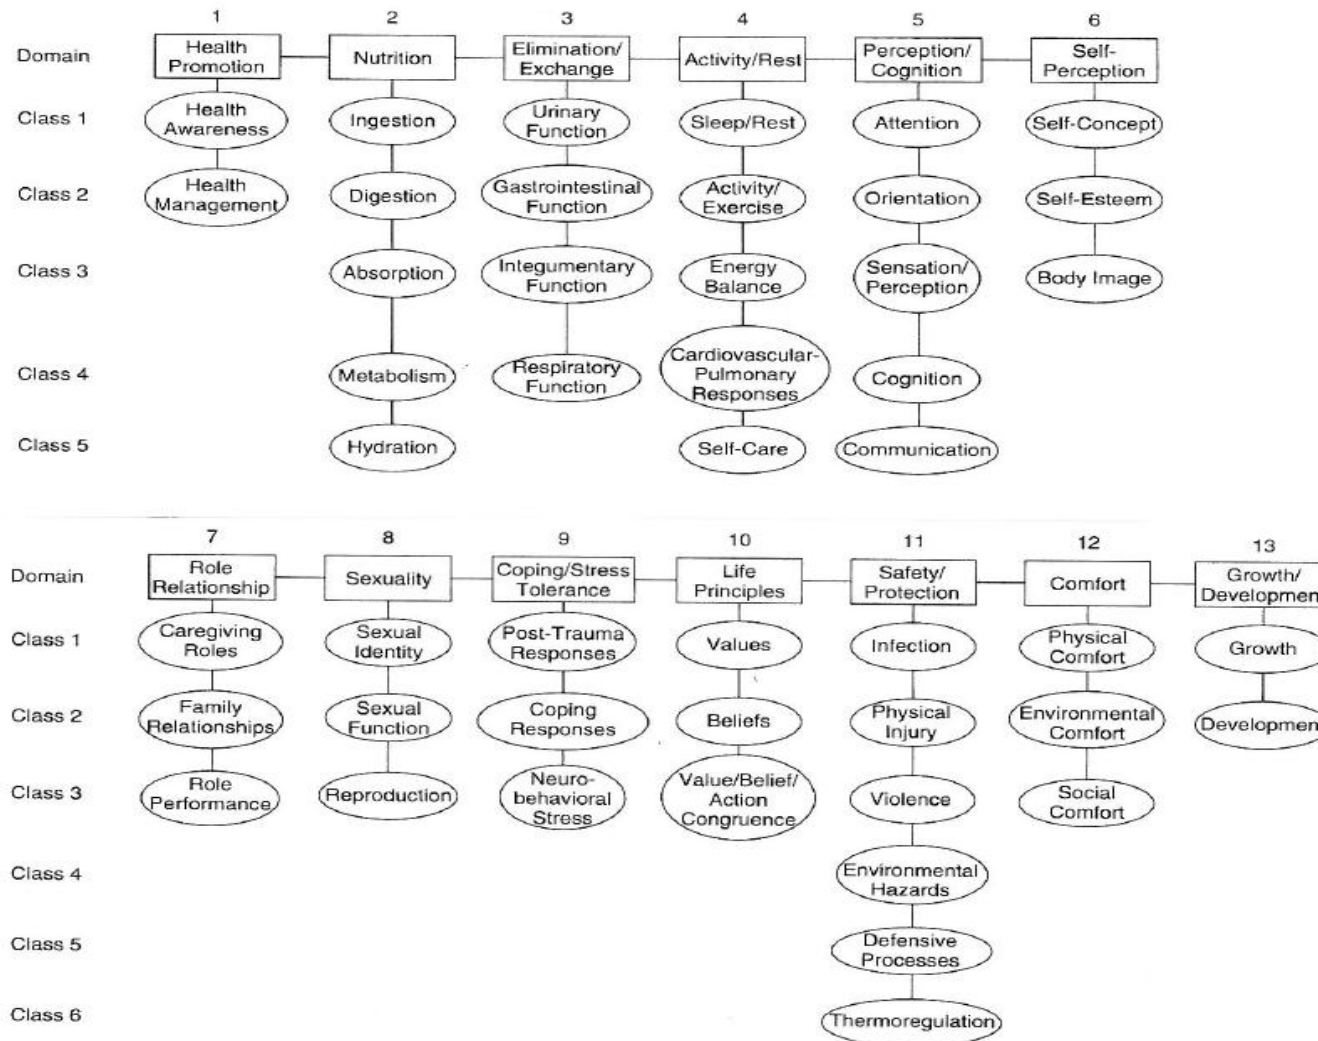 1 2 3 4 5 6
Domain
Health
Promotion
Nutrition
Elimination/
Exchange
Activity/Rest
Perception/
Cognition
Self-
Perception
Class 1
Health
Awareness
Ingestion
Urinary
Function
Sleep/Rest
Attention
Self-Concept
Class 2
Health
Management
Digestion
Gastrointestinal
Function
Activity/
Exercise
Orientation
Self-Esteem
Class 3
Absorption
Integumentary
Function
Energy
Balance
Sensation/
Perception
Body Image
Class 4
Metabolism
Respiratory
Function
Cardiovascular-
Pulmonary
Responses
Cognition
Class 5
Hydration
Self-Care
Communication
7 8 9 10 11 12 13
Domain
Role
Relationship
Sexuality
Coping/Stress
Tolerance
Life
Principles
Safety/
Protection
Comfort
Growth/
Developmen
Class 1
Caregiving
Roles
Sexual
Identity
Post-Trauma
Responses
Values
Infection
Physical
Comfort
Growth
Class 2
Family
Relationships
Sexual
Function
Coping
Responses
Beliefs
Physical
Injury
Environmental
Comfort
Developmen
Class 3
Role
Performance
Reproduction
Neuro-
behavioral
Stress
Value/Belief/
Action
Congruence
Violence
Social
Comfort
Class 4
Environmental
Hazards
Class 5
Defensive
Processes
Class 6
Thermoregulation